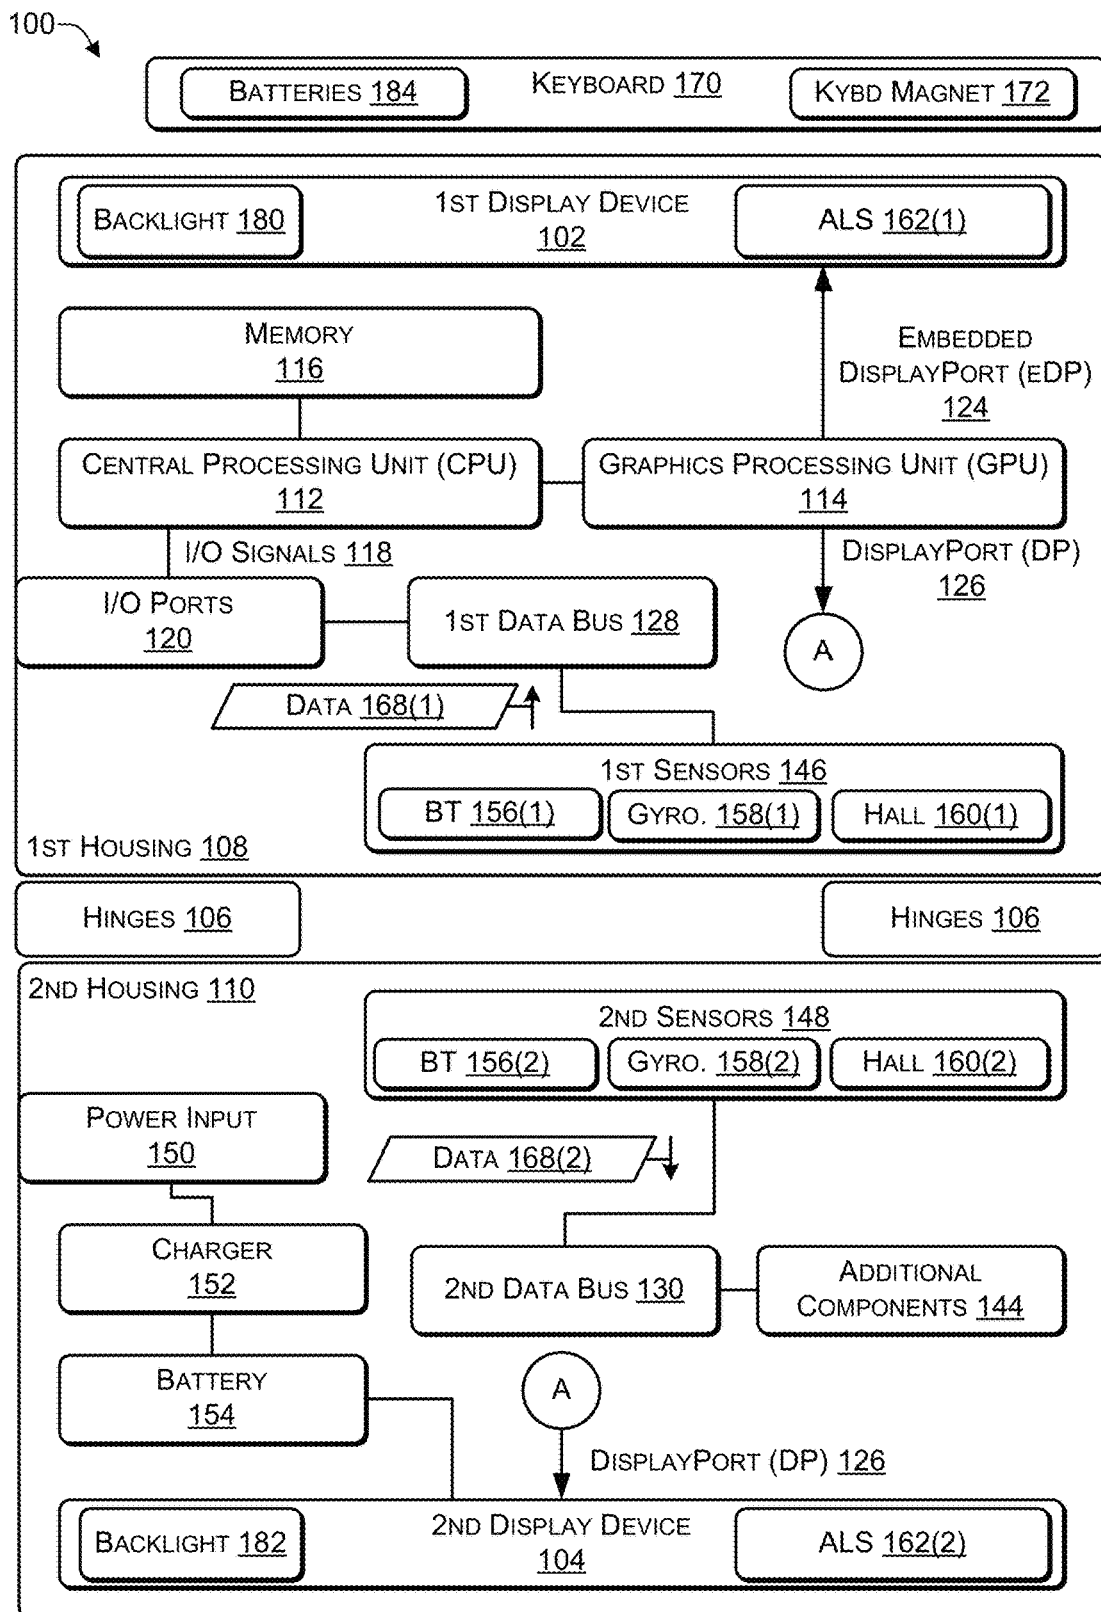 100
BATTERIES 184
KEYBOARD 170
KYBD MAGNET 172
BACKLIGHT 180
1ST DISPLAY DEVICE
102
ALS 162(1)
MEMORY
116
EMBEDDED
DISPLAYPORT (EDP)
124
CENTRAL PROCESSING UNIT (CPU)
112
GRAPHICS PROCESSING UNIT (GPU)
114
I/O SIGNALS 118
DISPLAYPORT (DP)
126
I/O PORTS
120
1ST DATA BUS 128
A
DATA 168(1)
1ST SENSORS 146
BT 156(1)
GYRO. 158(1)
HALL 160(1)
1ST HOUSING 108
HINGES 106
HINGES 106
2ND HOUSING 110
2ND SENSORS 148
BT 156(2)
GYRO. 158(2)
HALL 160(2)
POWER INPUT
150
DATA 168(2)
CHARGER
152
2ND DATA BUS 130
ADDITIONAL
COMPONENTS 144
BATTERY
154
A
DISPLAYPORT (DP) 126
BACKLIGHT 182
2ND DISPLAY DEVICE
104
ALS 162(2)